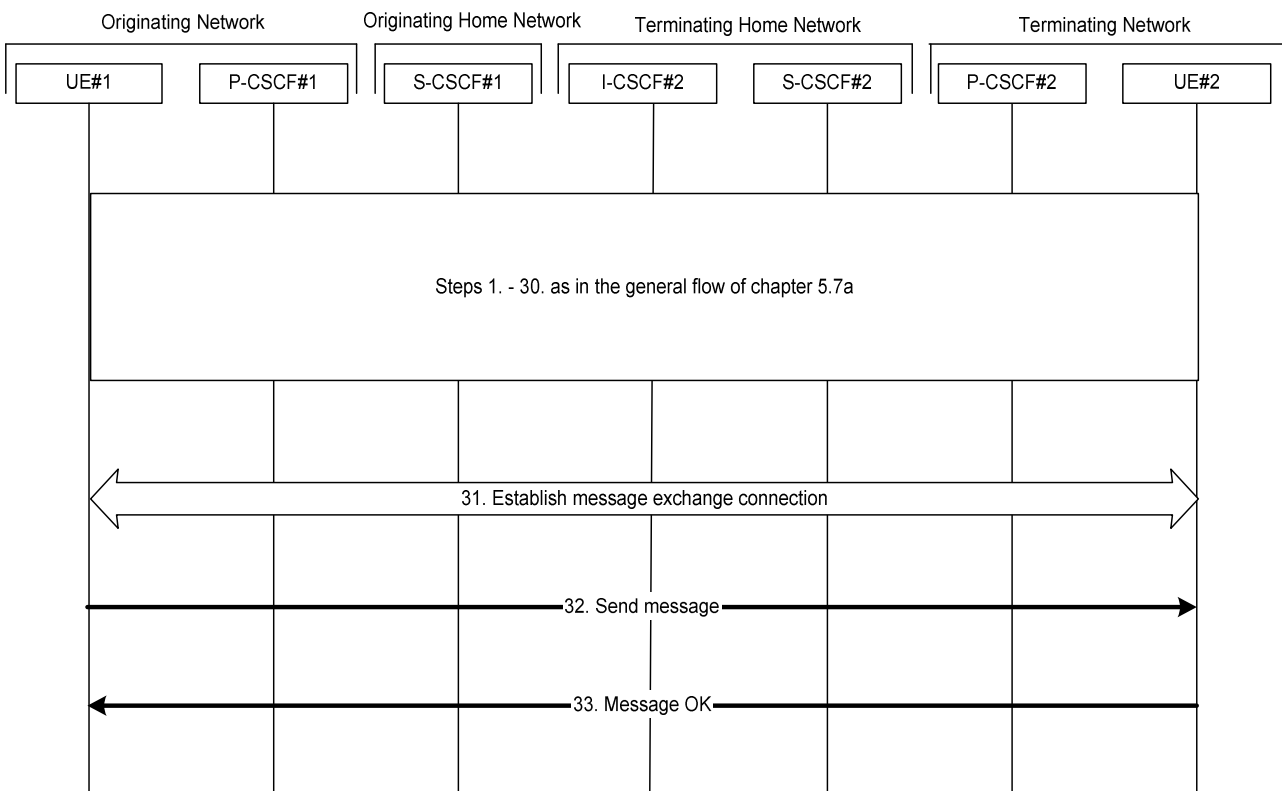 Originating Network
Originating Home Network
Terminating Home Network
Terminating Network
UE#1
P-CSCF#1
S-CSCF#1
I-CSCF#2
S-CSCF#2
P-CSCF#2
UE#2
Steps 1. - 30. as in the general flow of chapter 5.7a
31. Establish message exchange connection
32. Send message
33. Message OK